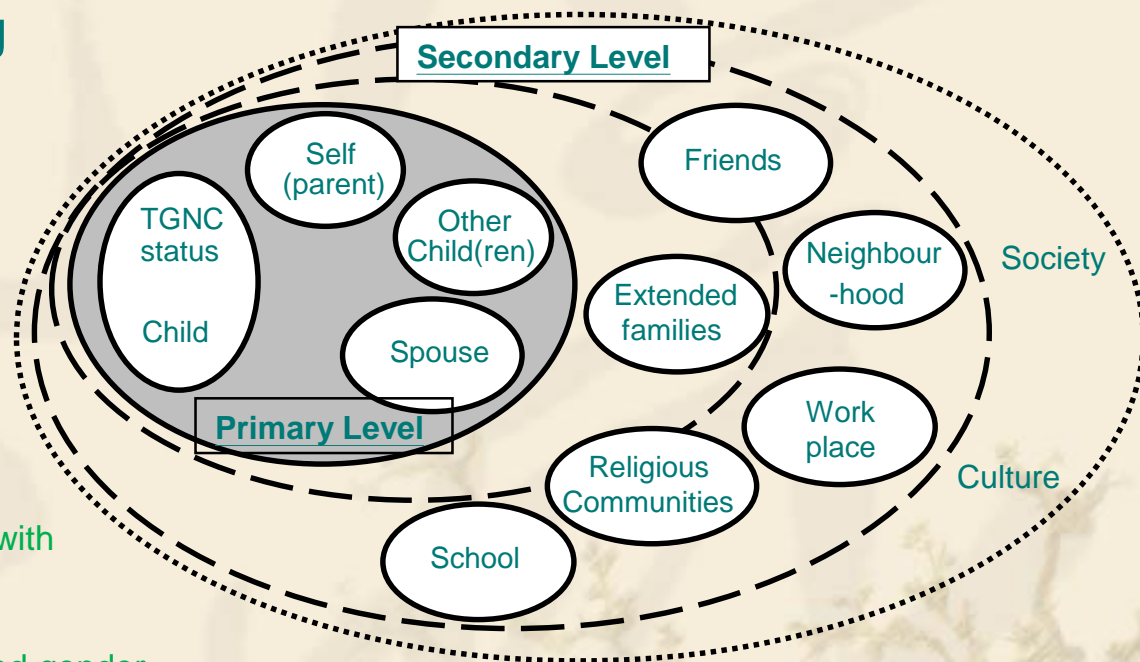 g
Secondary Level
Self
(parent)
Friends
TGNC
status
Other
Child(ren)
Neighbour
-hood
Society
Extended
families
Child
Spouse
Work
place
Primary Level
Religious
Communities
Culture
with
School
d gender